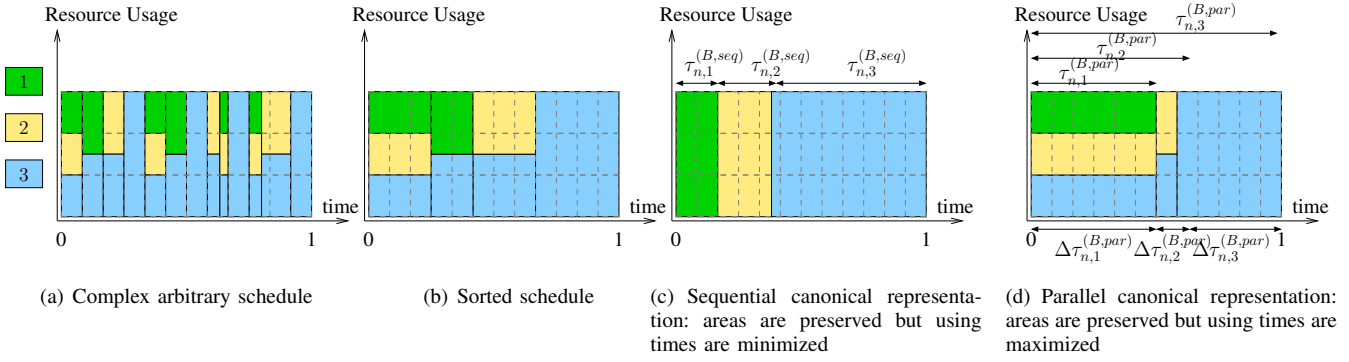 Resource Usage
Resource Usage
Resource Usage
Resource Usage
1
2
3
time
0
1
time
0
1
τ_{n,1}^{(B,seq)}
τ_{n,2}^{(B,seq)}
τ_{n,3}^{(B,seq)}
time
0
1
τ_{n,3}^{(B,par)}
τ_{n,2}^{(B,par)}
τ_{n,1}^{(B,par)}
time
0
1
Δτ_{n,1}^{(B,par)}
Δτ_{n,2}^{(B,par)}
Δτ_{n,3}^{(B,par)}
(a) Complex arbitrary schedule
(b) Sorted schedule
(c) Sequential canonical representa-
tion: areas are preserved but using
times are minimized
(d) Parallel canonical representation:
areas are preserved but using times are
maximized